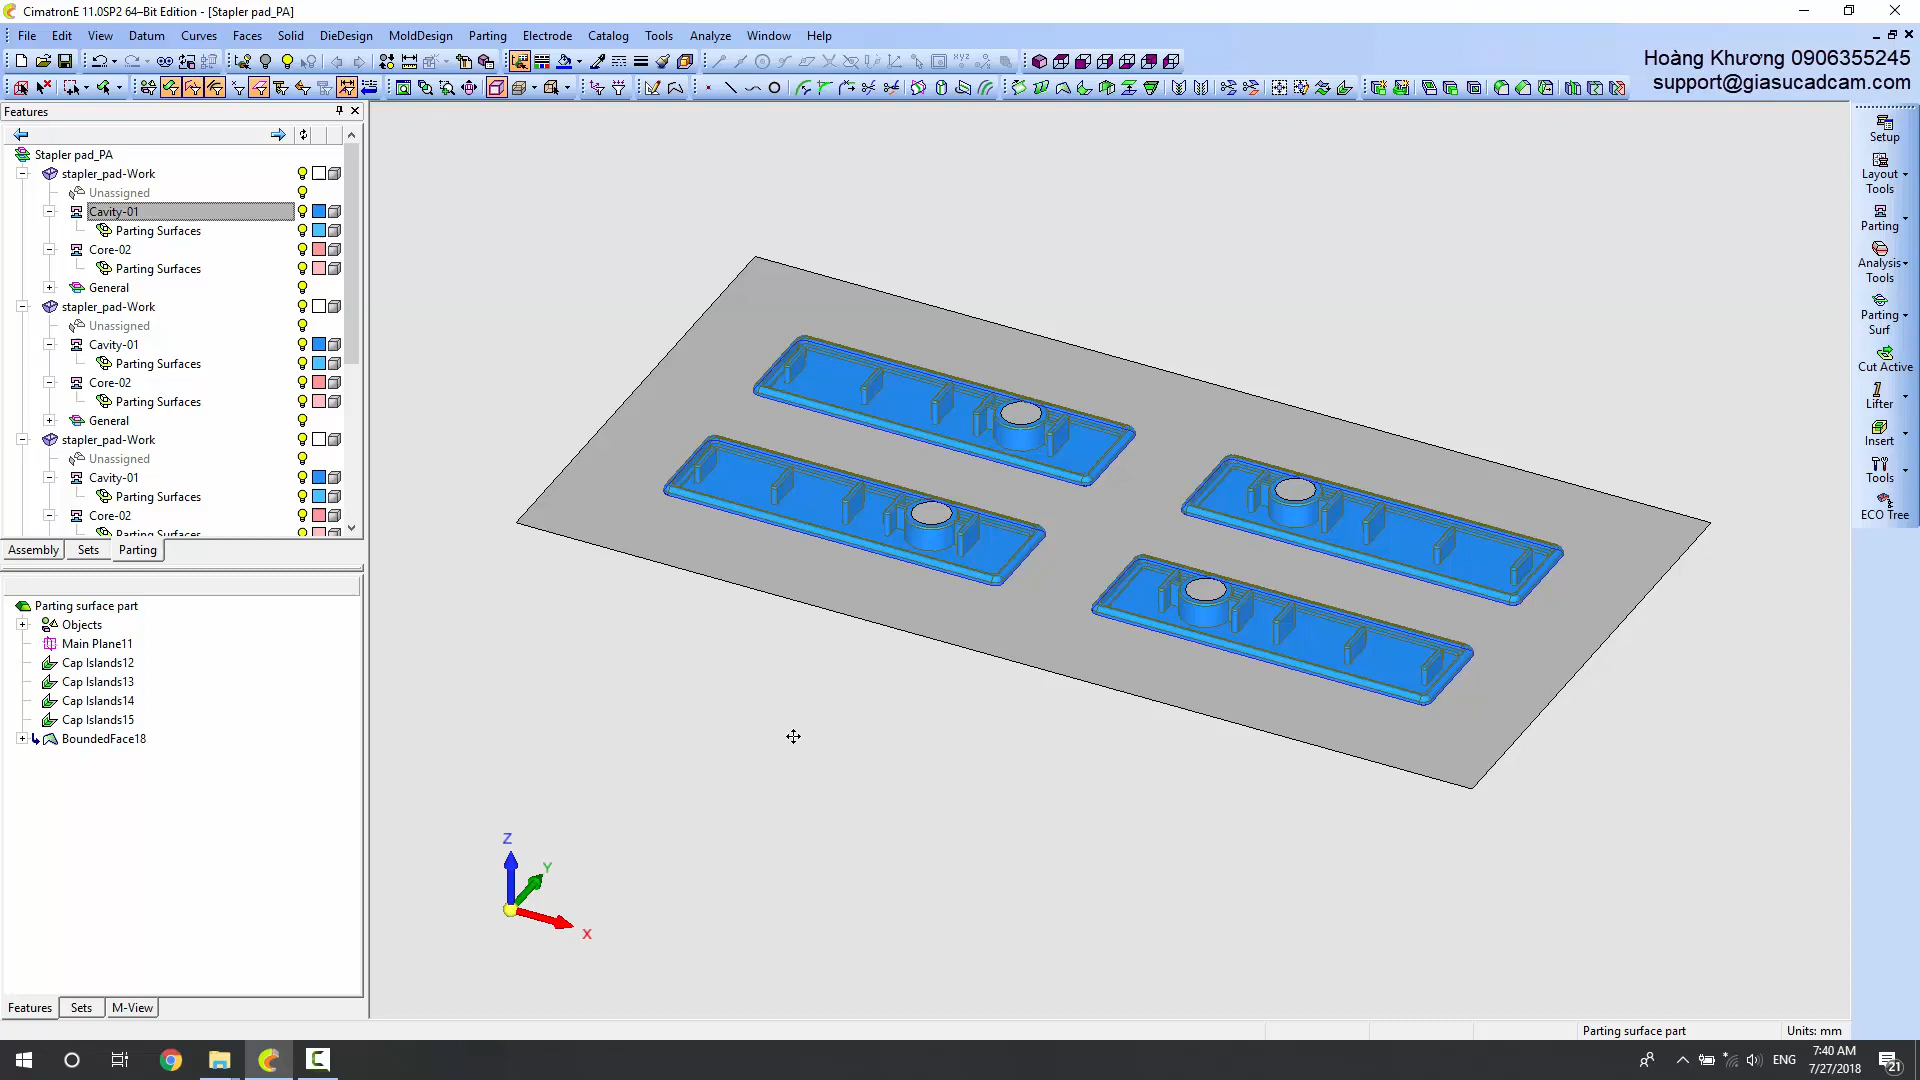 CimatronE 11.0SP2 64–Bit Edition - [Stapler pad_PA]
File Edit View Datum Curves Faces Solid DieDesign MoldDesign Parting Electrode Catalog Tools Analyze Window Help
Hoàng Khương 0906355245
support@giasucadcam.com
Features
Stapler pad_PA
stapler_pad-Work
Unassigned
Cavity-01
Parting Surfaces
Core-02
Parting Surfaces
General
stapler_pad-Work
Unassigned
Cavity-01
Parting Surfaces
Core-02
Parting Surfaces
General
stapler_pad-Work
Unassigned
Cavity-01
Parting Surfaces
Core-02
Parting Surfaces
Assembly Sets Parting
Parting surface part
Objects
Main Plane11
Cap Islands12
Cap Islands13
Cap Islands14
Cap Islands15
BoundedFace18
Features Sets M-View
Z
Y
X
Setup
Layout
Tools
Parting
Analysis
Tools
Parting
Surf
Cut Active
Lifter
Insert
Tools
ECO Tree
Parting surface part
Units: mm
ENG
7:40 AM
7/27/2018
21